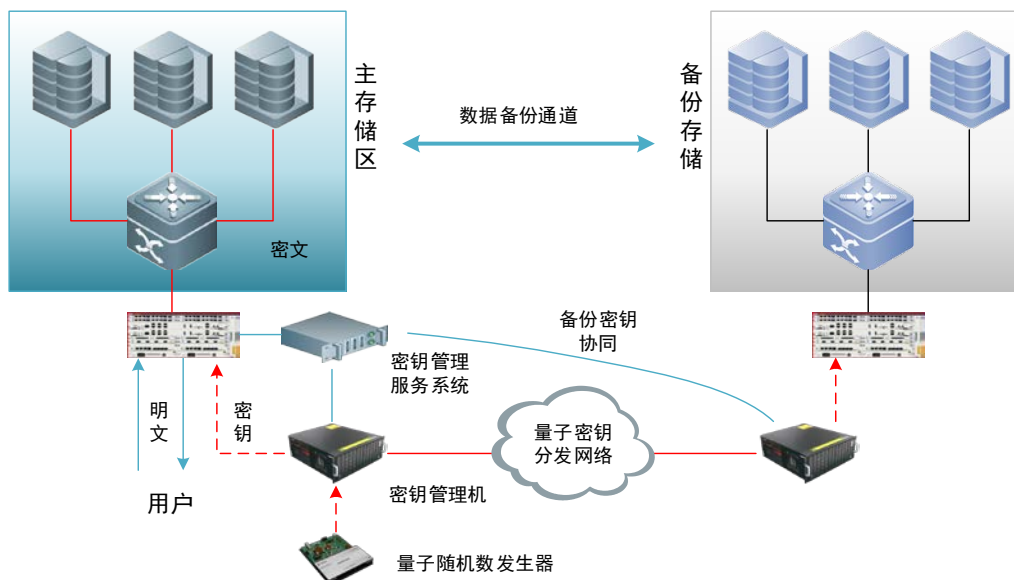 主存储区
数据备份通道
备份存储
密文
备份密钥
协同
密钥管理
服务系统
明文
密钥
量子密钥
分发网络
用户
密钥管理机
量子随机数发生器